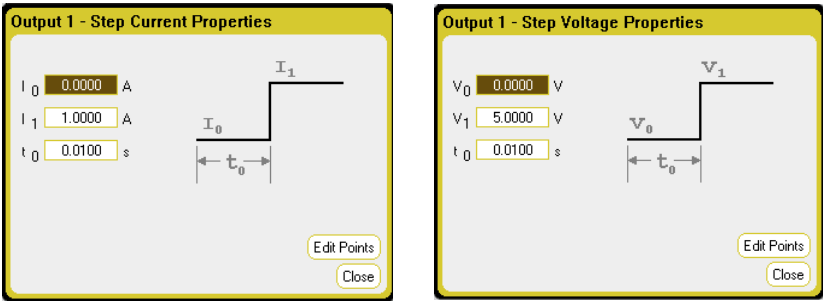 Output 1 - Step Current Properties
I 0 0.0000 A
I 1 1.0000 A
t 0 0.0100 s
I1
I0
t0
Edit Points
Close
Output 1 - Step Voltage Properties
V0 0.0000 V
V1 5.0000 V
t 0 0.0100 s
V1
V0
t0
Edit Points
Close